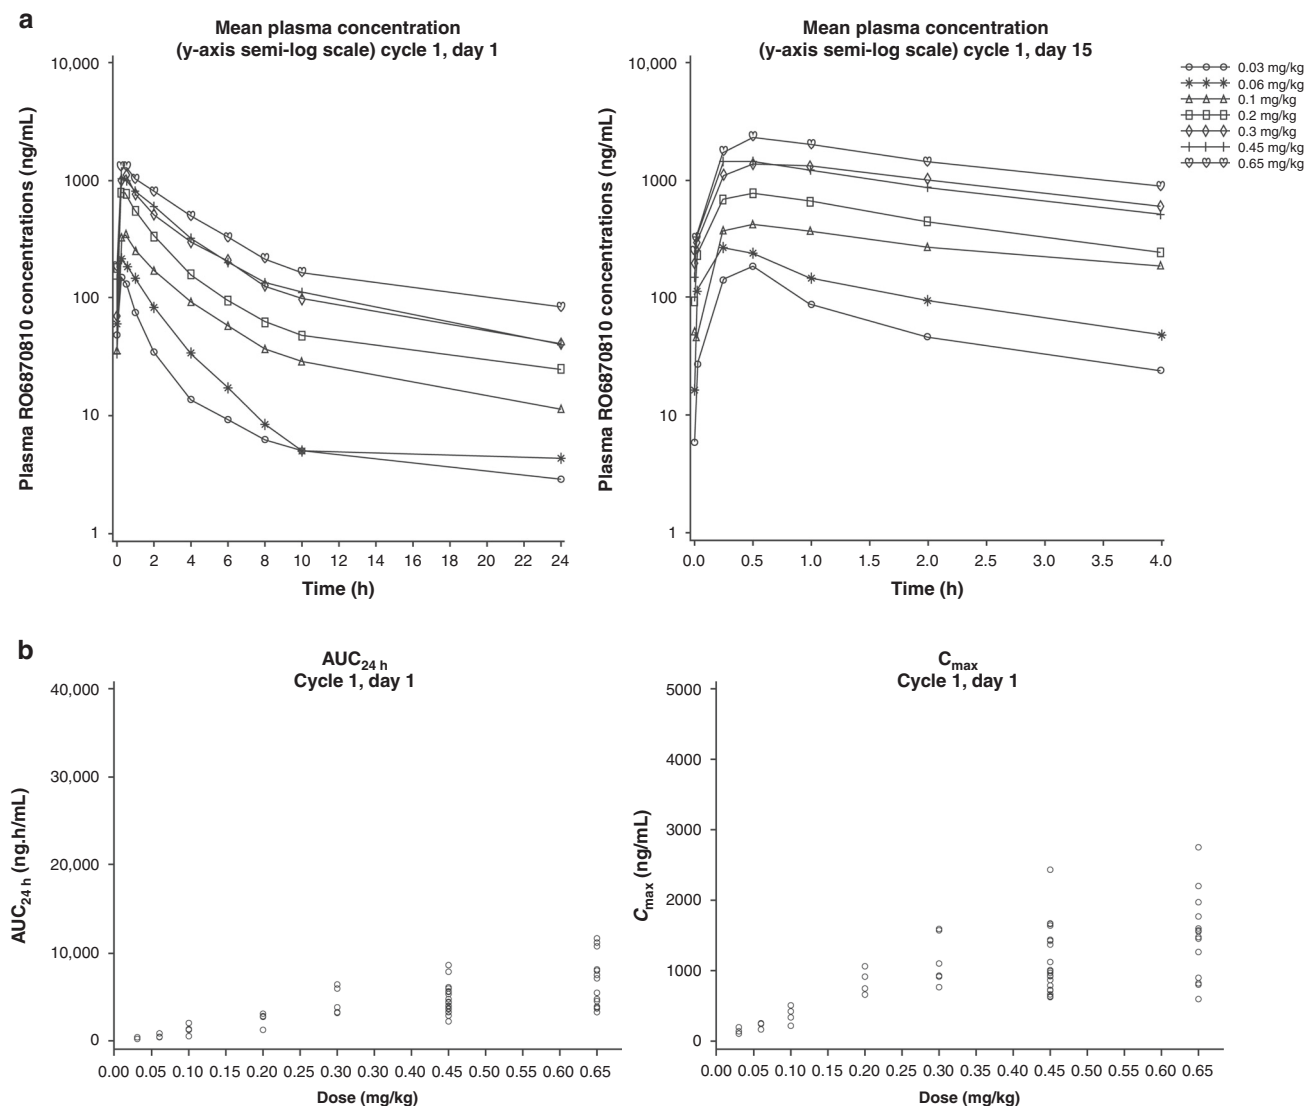 a
Mean plasma concentration
(y-axis semi-log scale) cycle 1, day 1
Plasma RO6870810 concentrations (ng/mL)
10,000
1000
100
10
1
0 2 4 6 8 10 12 14 16 18 20 22 24
Time (h)
Mean plasma concentration
(y-axis semi-log scale) cycle 1, day 15
Plasma RO6870810 concentrations (ng/mL)
10,000
1000
100
10
1
0.0 0.5 1.0 1.5 2.0 2.5 3.0 3.5 4.0
Time (h)
0.03 mg/kg
0.06 mg/kg
0.1 mg/kg
0.2 mg/kg
0.3 mg/kg
0.45 mg/kg
0.65 mg/kg
b
AUC24 h
Cycle 1, day 1
AUC24 h (ng.h/mL)
40,000
30,000
20,000
10,000
0
0.00 0.05 0.10 0.15 0.20 0.25 0.30 0.35 0.40 0.45 0.50 0.55 0.60 0.65
Dose (mg/kg)
Cmax
Cycle 1, day 1
Cmax (ng/mL)
5000
4000
3000
2000
1000
0
0.00 0.05 0.10 0.15 0.20 0.25 0.30 0.35 0.40 0.45 0.50 0.55 0.60 0.65
Dose (mg/kg)